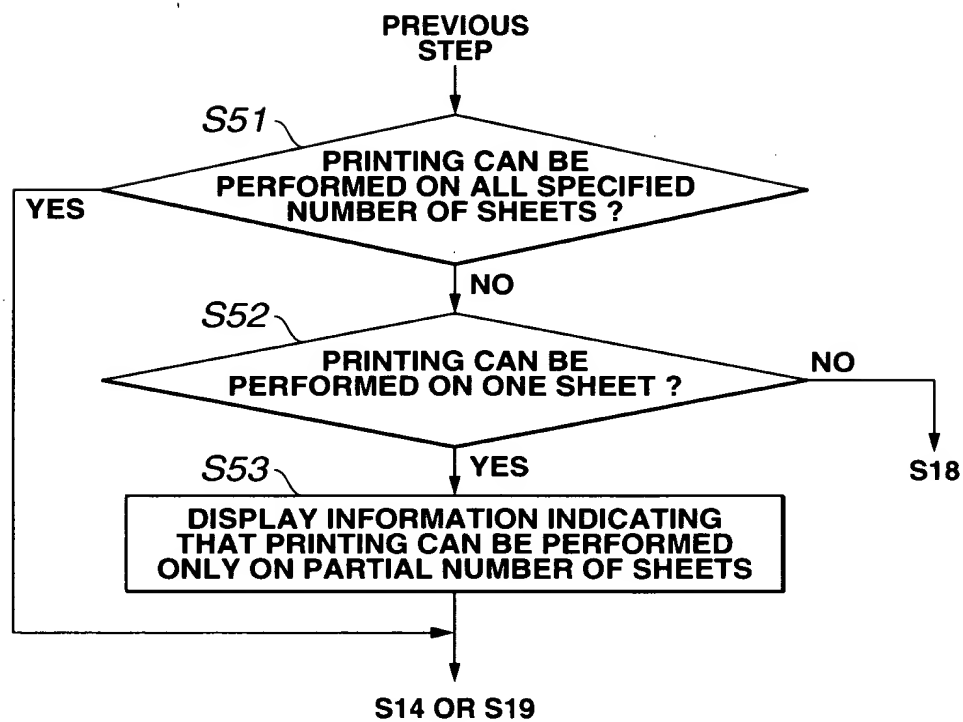 PREVIOUS
STEP
S51
PRINTING CAN BE
PERFORMED ON ALL SPECIFIED
NUMBER OF SHEETS ?
YES
NO
S52
PRINTING CAN BE
PERFORMED ON ONE SHEET ?
NO
YES
S18
S53
DISPLAY INFORMATION INDICATING
THAT PRINTING CAN BE PERFORMED
ONLY ON PARTIAL NUMBER OF SHEETS
S14 OR S19